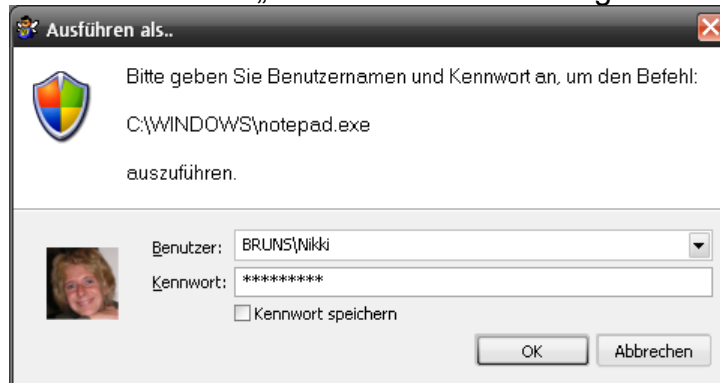 Ausführen als..
Bitte geben Sie Benutzernamen und Kennwort an, um den Befehl:
C:\WINDOWS\notepad.exe
auszuführen.
Benutzer: BRUNS\Nikki
Kennwort: *********
Kennwort speichern
OK Abbrechen